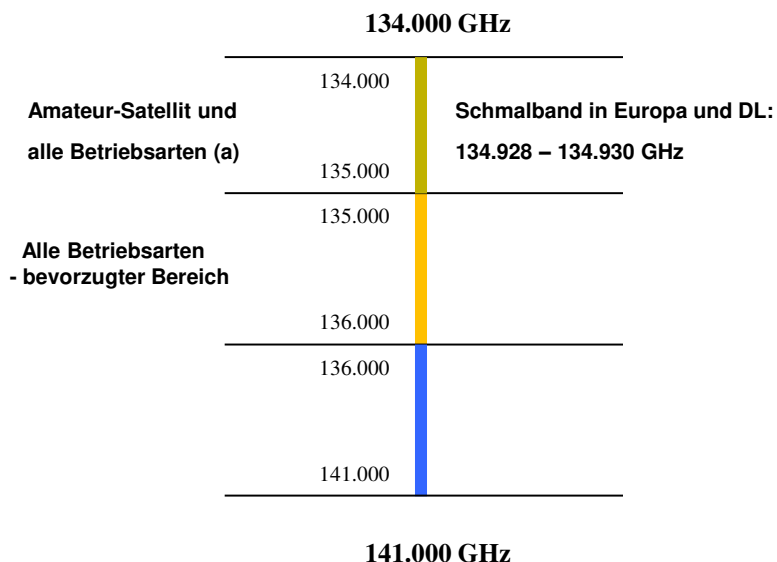 134.000 GHz
134.000
Amateur-Satellit und
alle Betriebsarten (a)
Schmalband in Europa und DL:
134.928 – 134.930 GHz
135.000
135.000
Alle Betriebsarten
- bevorzugter Bereich
136.000
136.000
141.000
141.000 GHz